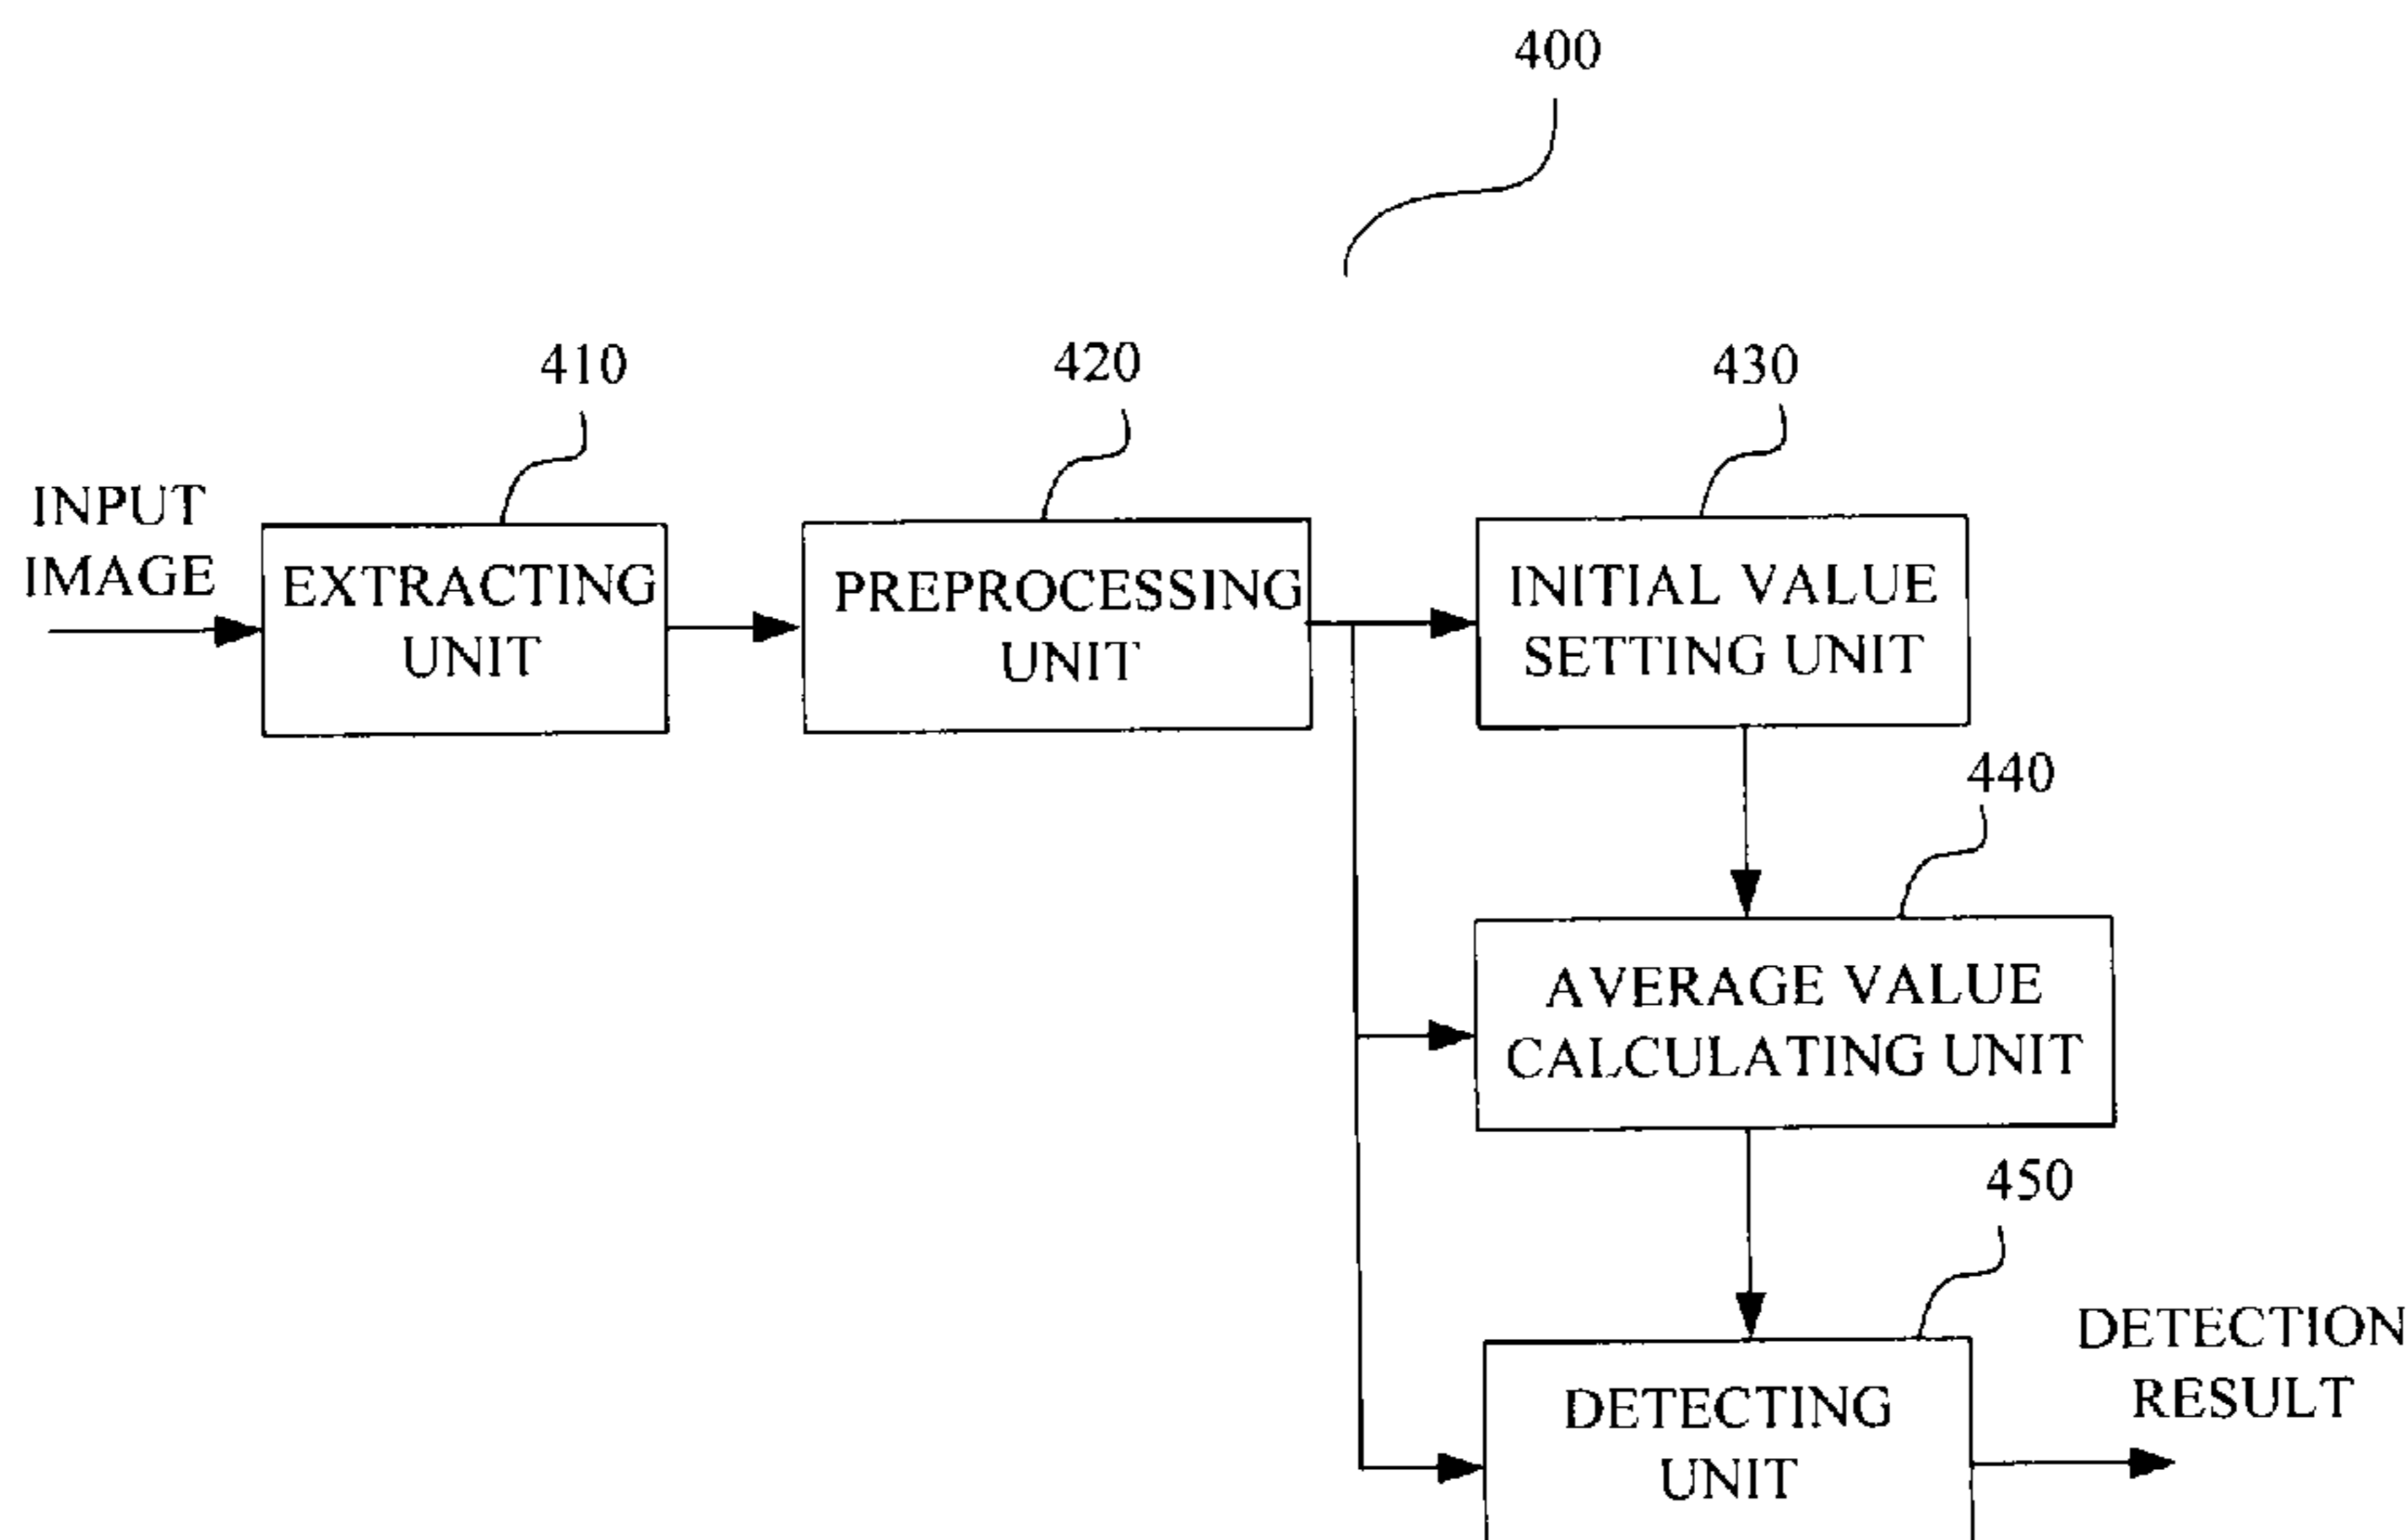 400
410
420
430
INPUT
IMAGE
EXTRACTING
UNIT
PREPROCESSING
UNIT
INITIAL VALUE
SETTING UNIT
440
AVERAGE VALUE
CALCULATING UNIT
450
DETECTING
UNIT
DETECTION
RESULT